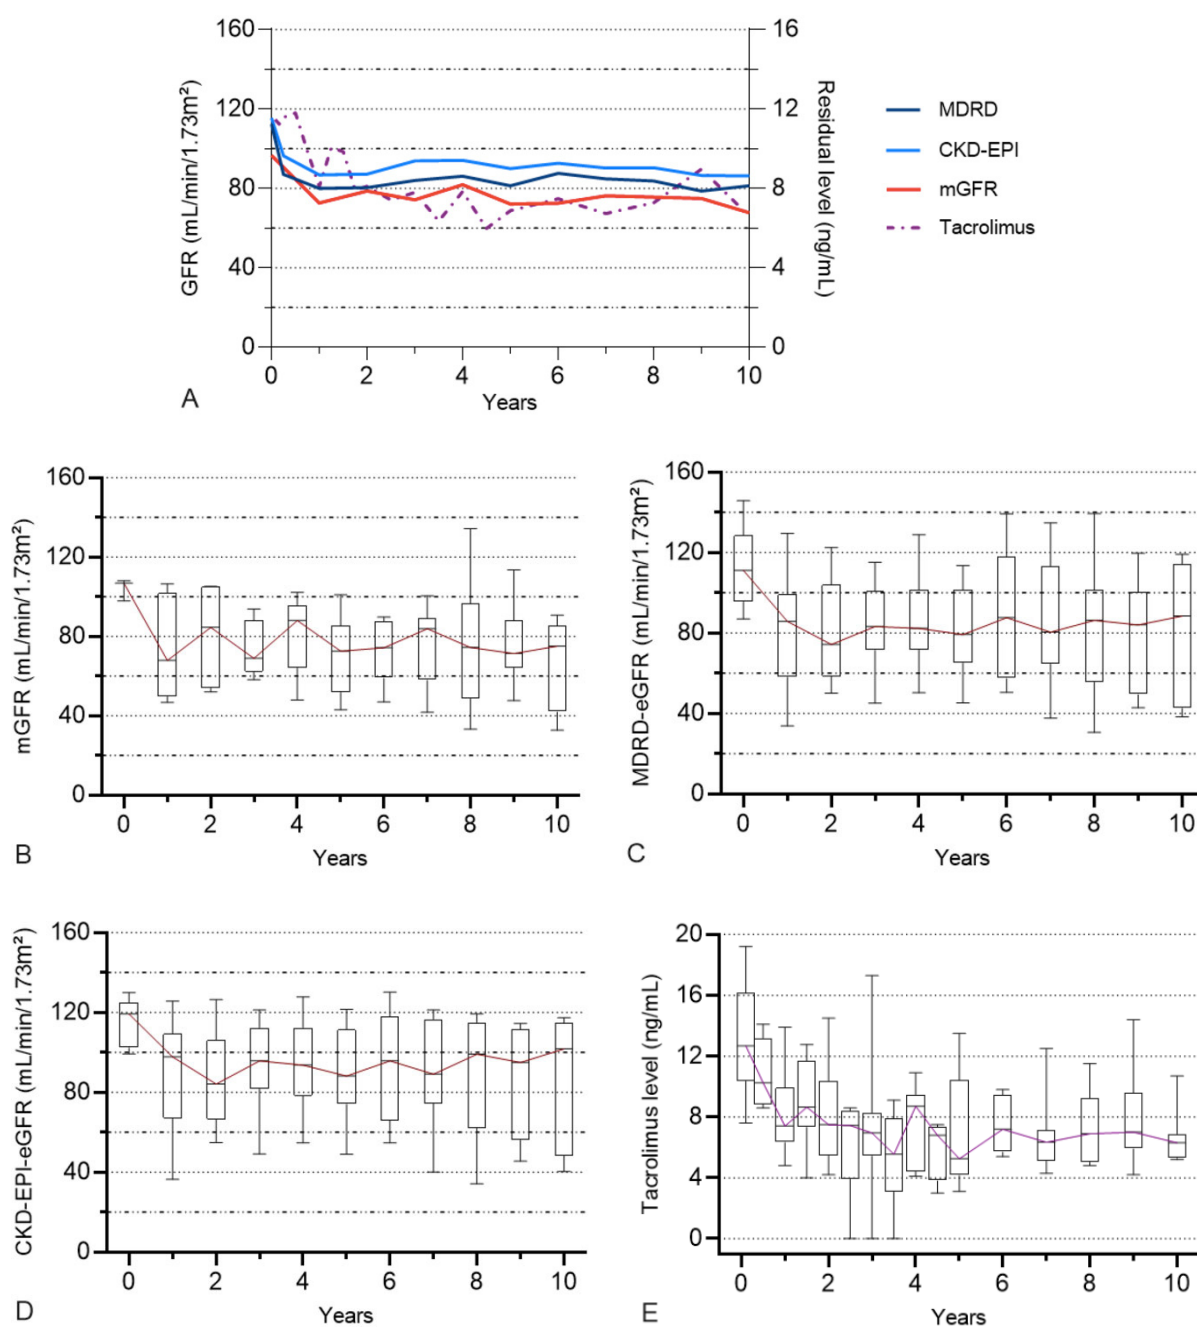 160
120
80
40
0
GFR (mL/min/1.73m²)
16
12
8
4
0
Residual level (ng/mL)
0 2 4 6 8 10
Years
A
MDRD
CKD-EPI
mGFR
Tacrolimus
160
120
80
40
0
mGFR (mL/min/1.73m²)
0 2 4 6 8 10
Years
B
160
120
80
40
0
MDRD-eGFR (mL/min/1.73m²)
0 2 4 6 8 10
Years
C
160
120
80
40
0
CKD-EPI-eGFR (mL/min/1.73m²)
0 2 4 6 8 10
Years
D
20
16
12
8
4
0
Tacrolimus level (ng/mL)
0 2 4 6 8 10
Years
E